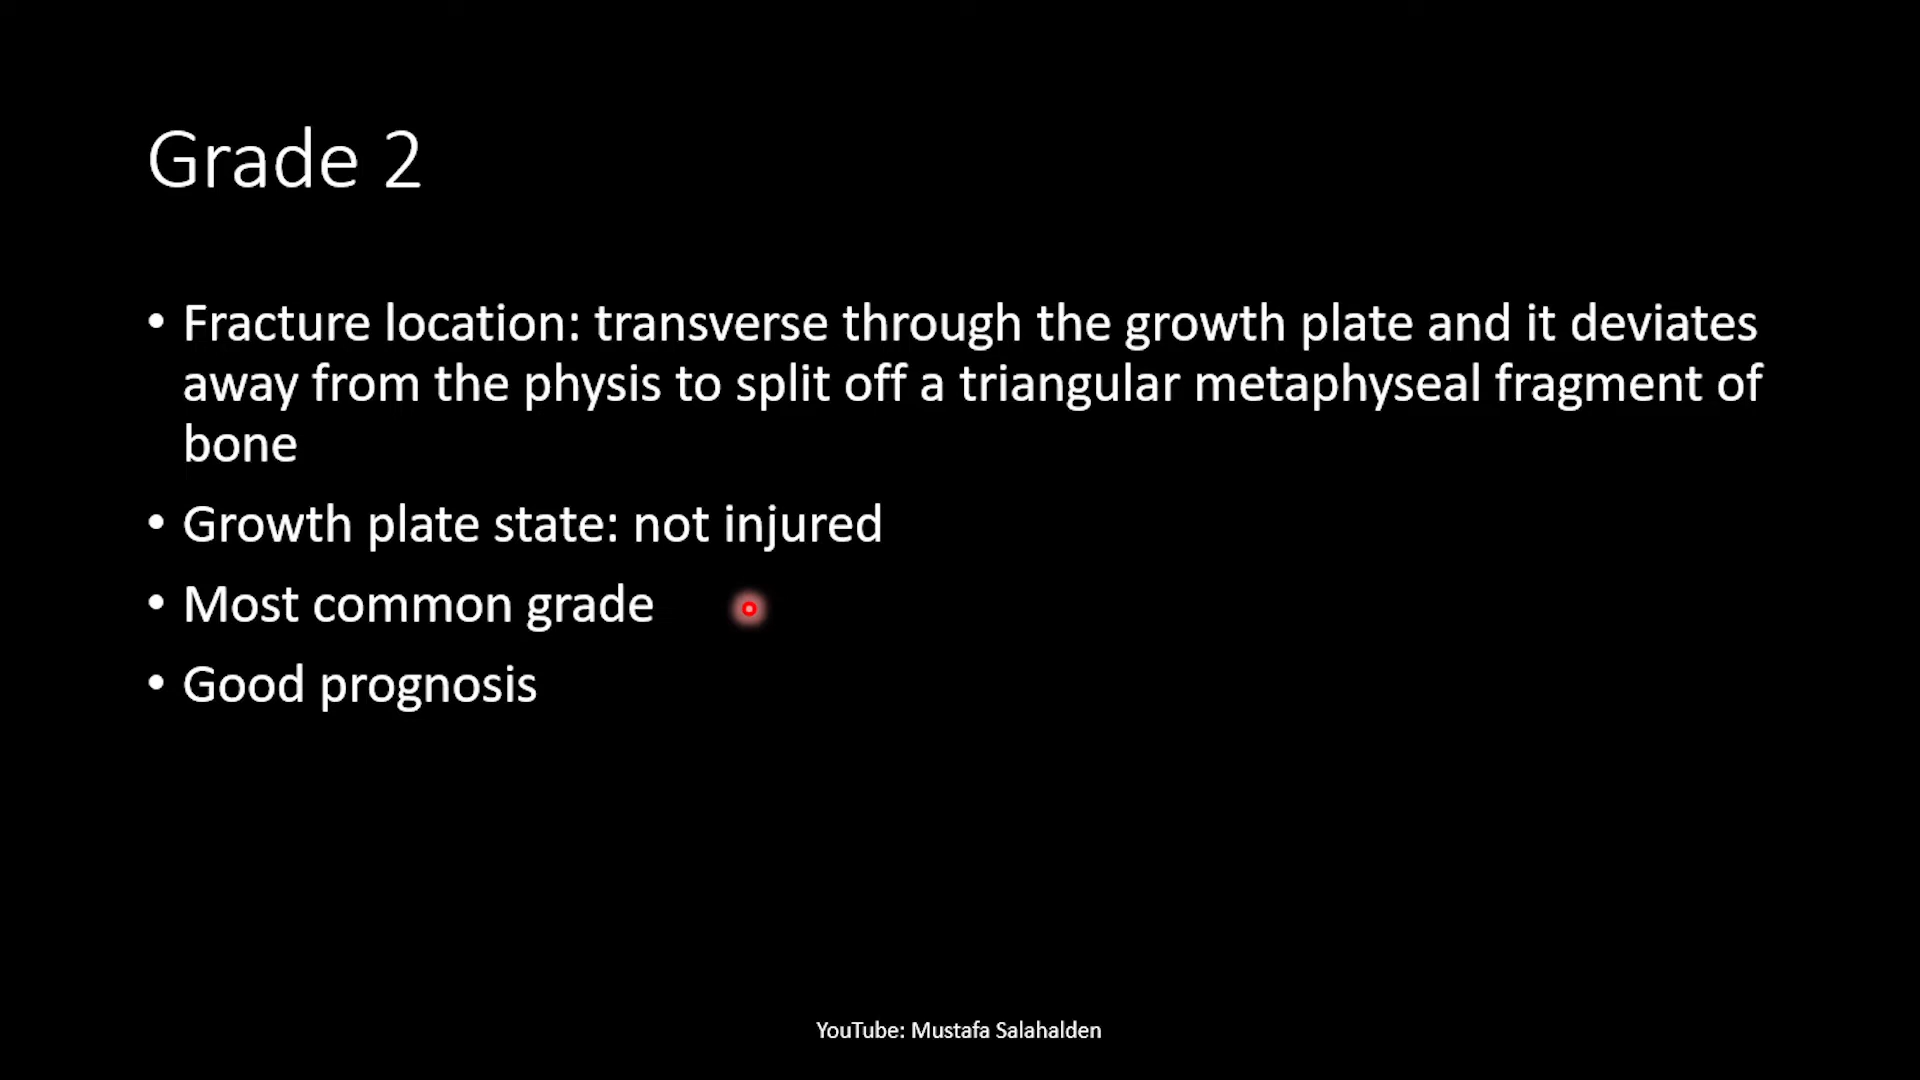 Grade 2
• Fracture location: transverse through the growth plate and it deviates
away from the physis to split off a triangular metaphyseal fragment of
bone
• Growth plate state: not injured
• Most common grade
• Good prognosis
YouTube: Mustafa Salahalden